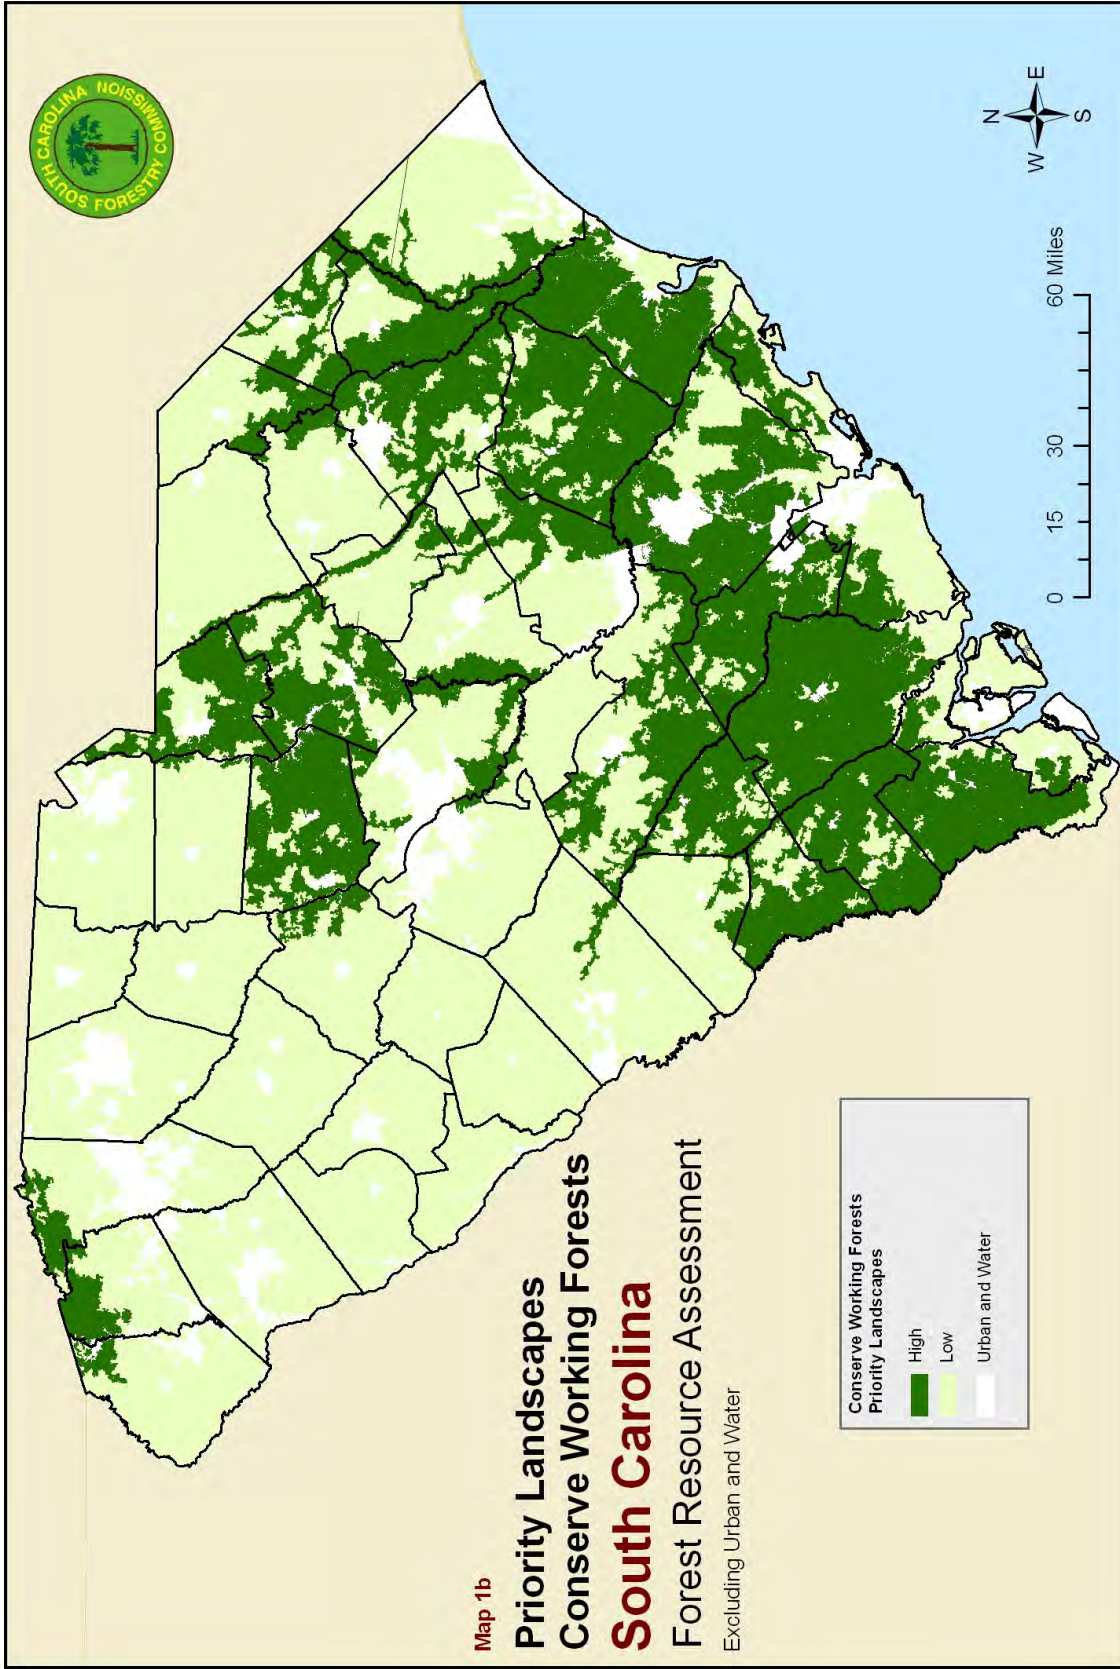 Map 1b
Priority Landscapes
Conserve Working Forests
South Carolina
Forest Resource Assessment
Excluding Urban and Water
Conserve Working Forests
Priority Landscapes
High
Low
Urban and Water
0 15 30 60 Miles
N
W E
S
SOUTH CAROLINA
FORESTRY COMMISSION